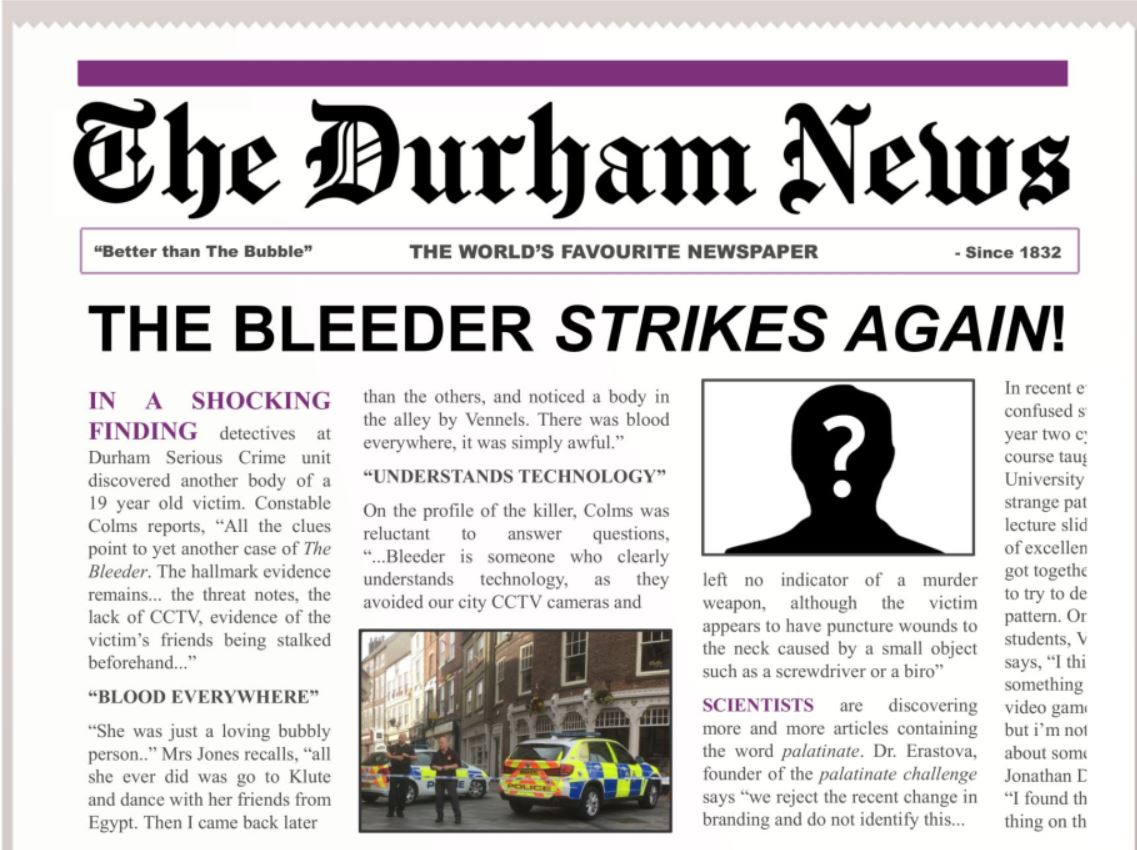 The Durham News
“Better than The Bubble”
THE WORLD’S FAVOURITE NEWSPAPER
- Since 1832
THE BLEEDER STRIKES AGAIN!
IN A SHOCKING
FINDING detectives at
Durham Serious Crime unit
discovered another body of a
19 year old victim. Constable
Colms reports, “All the clues
point to yet another case of The
Bleeder. The hallmark evidence
remains... the threat notes, the
lack of CCTV, evidence of the
victim’s friends being stalked
beforehand...”
“BLOOD EVERYWHERE”
“She was just a loving bubbly
person..” Mrs Jones recalls, “all
she ever did was go to Klute
and dance with her friends from
Egypt. Then I came back later
than the others, and noticed a body in
the alley by Vennels. There was blood
everywhere, it was simply awful.”
“UNDERSTANDS TECHNOLOGY”
On the profile of the killer, Colms was
reluctant to answer questions,
“...Bleeder is someone who clearly
understands technology, as they
avoided our city CCTV cameras and
POLICE
?
left no indicator of a murder
weapon, although the victim
appears to have puncture wounds to
the neck caused by a small object
such as a screwdriver or a biro”
SCIENTISTS are discovering
more and more articles containing
the word palatinate. Dr. Erastova,
founder of the palatinate challenge
says “we reject the recent change in
branding and do not identify this...
In recent
confused
year two
course
University
strange
lecture
of
got
to try to
pattern.
students,
says, “I
something
video
but i’m not
about
Jonathan
“I found
thing on